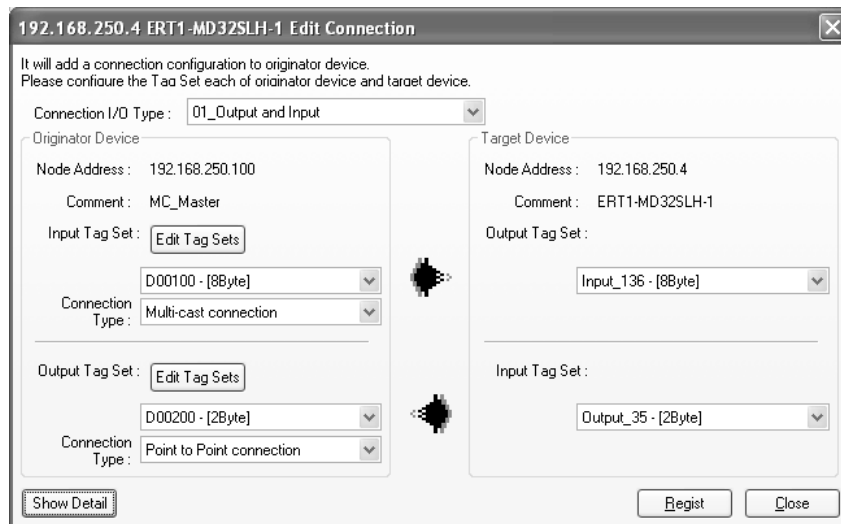 192.168.250.4 ERT1-MD32SLH-1 Edit Connection
It will add a connection configuration to originator device.
Please configure the Tag Set each of originator device and target device.
Connection I/O Type : 01_Output and Input
Originator Device
Node Address : 192.168.250.100
Comment : MC_Master
Input Tag Set : Edit Tag Sets
D00100 - [8Byte]
Connection Type : Multi-cast connection
Output Tag Set : Edit Tag Sets
D00200 - [2Byte]
Connection Type : Point to Point connection
Target Device
Node Address : 192.168.250.4
Comment : ERT1-MD32SLH-1
Output Tag Set :
Input_136 - [8Byte]
Input Tag Set :
Output_35 - [2Byte]
Show Detail
Regist
Close